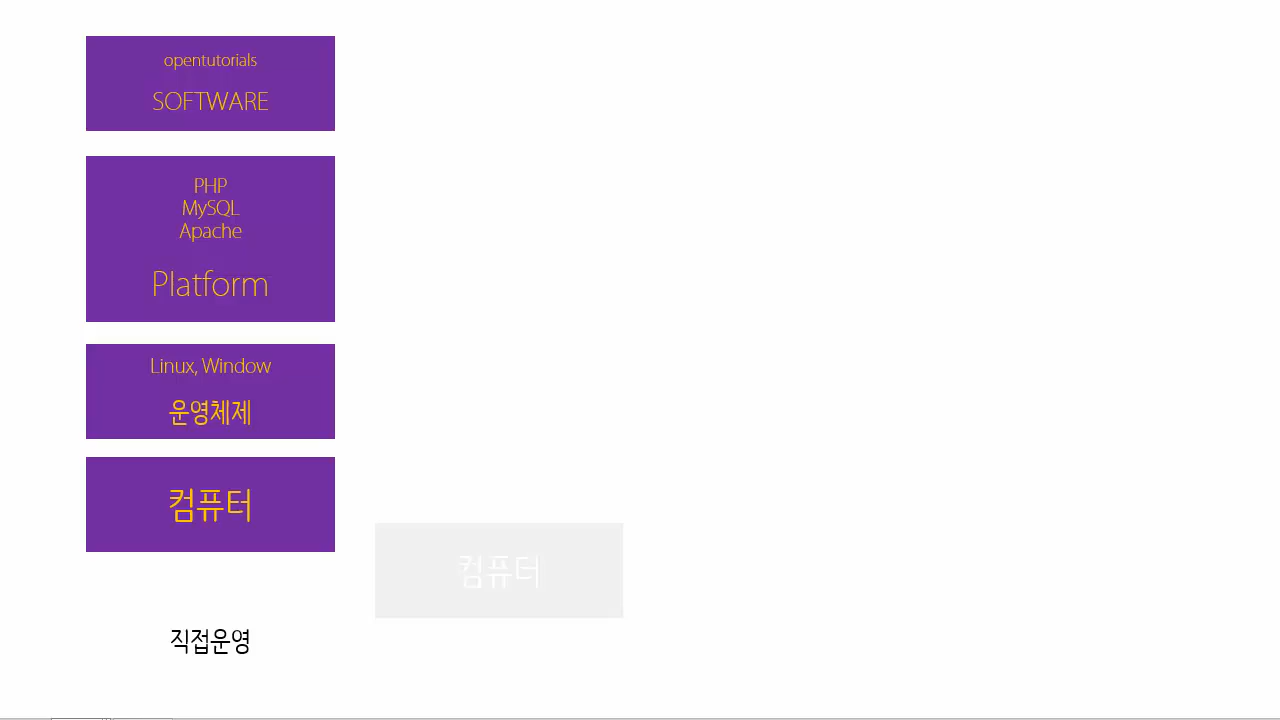 opentutorials
SOFTWARE
PHP
MySQL
Apache
Platform
Linux, Window
운영체제
컴퓨터
컴퓨터
직접운영